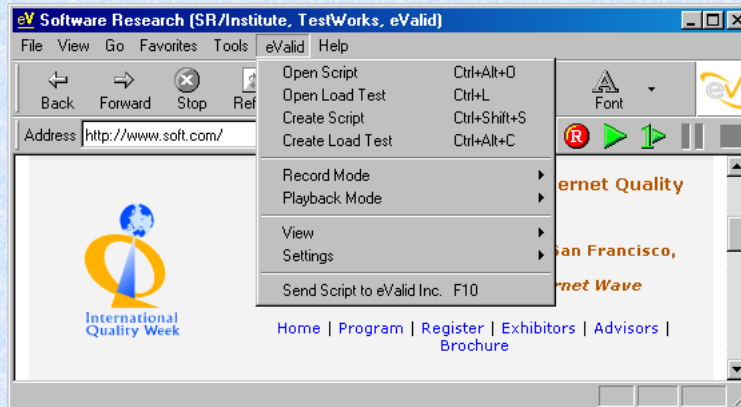 eV Software Research (SR/Institute, TestWorks, eValid)
File View Go Favorites Tools eValid Help
Back Forward Stop Ref Font eV
Open Script Ctrl+Alt+O
Open Load Test Ctrl+L
Create Script Ctrl+Shift+S
Create Load Test Ctrl+Alt+C
Record Mode
Playback Mode
View
Settings
Send Script to eValid Inc. F10
Address http://www.soft.com/ R 1
ernet Quality
San Francisco,
rnet Wave
International
Quality Week
Home | Program | Register | Exhibitors | Advisors |
Brochure